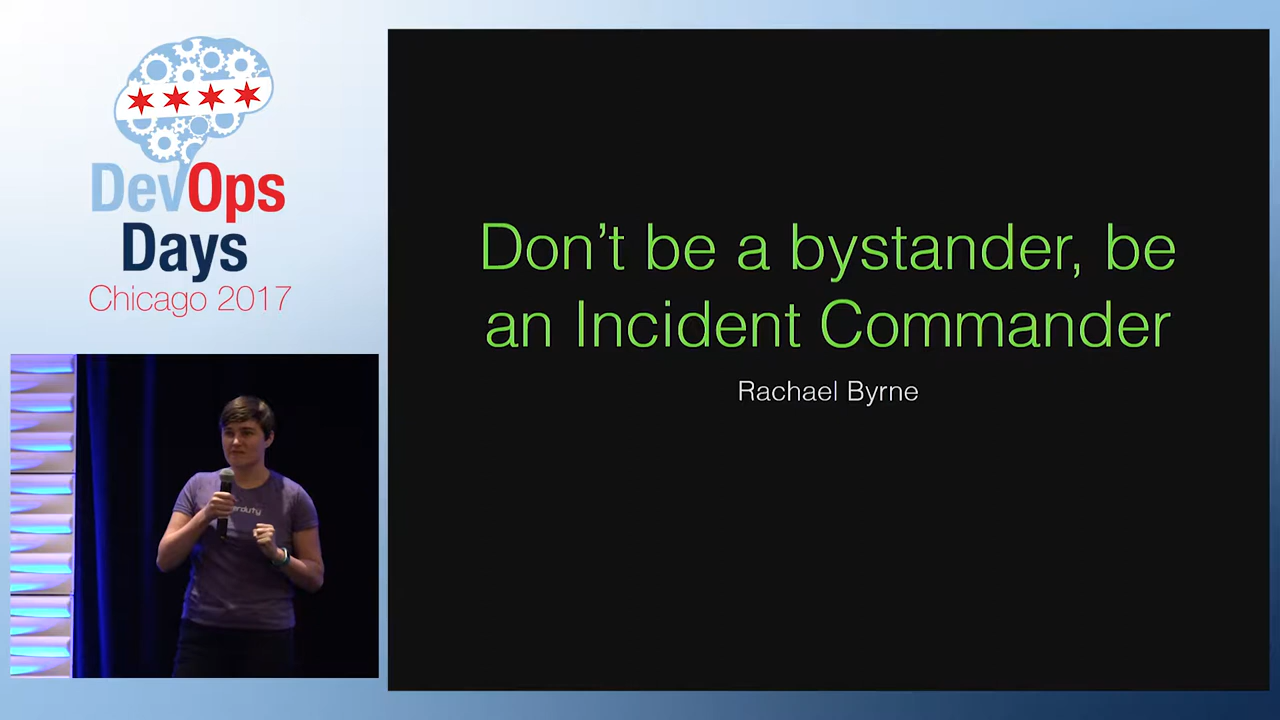 DevOps
Days
Chicago 2017
Don't be a bystander, be
an Incident Commander
Rachael Byrne